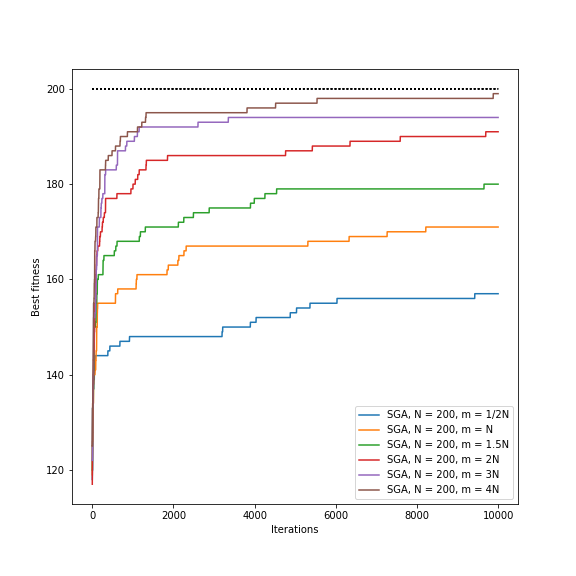 200
180
160
140
120
Best fitness
0
2000
4000
6000
8000
10000
Iterations
SGA, N = 200, m = 1/2N
SGA, N = 200, m = N
SGA, N = 200, m = 1.5N
SGA, N = 200, m = 2N
SGA, N = 200, m = 3N
SGA, N = 200, m = 4N